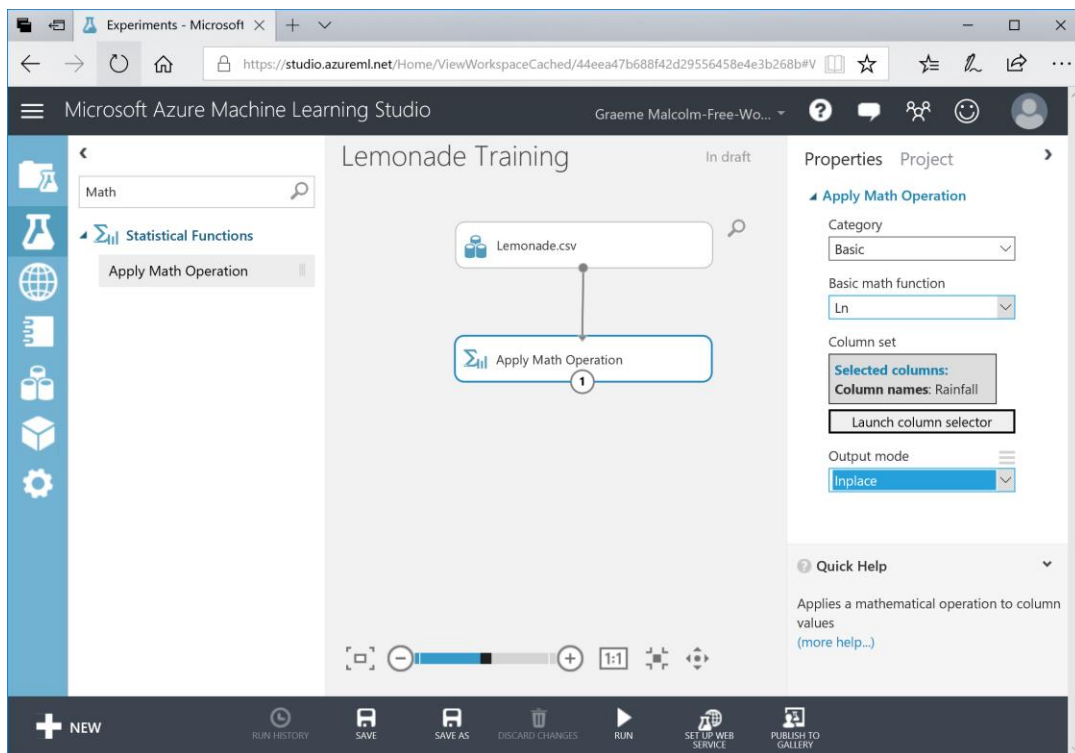 Experiments - Microsoft
https://studio.azureml.net/Home/ViewWorkspaceCached/44eea47b688f42d29556458e4e3b268b#V
Microsoft Azure Machine Learning Studio
Graeme Malcolm-Free-Wo...
Math
Statistical Functions
Apply Math Operation
Lemonade Training
In draft
Lemonade.csv
Apply Math Operation
1
1:1
Properties Project
Apply Math Operation
Category
Basic
Basic math function
Ln
Column set
Selected columns:
Column names: Rainfall
Launch column selector
Output mode
Inplace
Quick Help
Applies a mathematical operation to column
values
(more help...)
NEW
RUN HISTORY
SAVE
SAVE AS
DISCARD CHANGES
RUN
SET UP WEB
SERVICE
PUBLISH TO
GALLERY